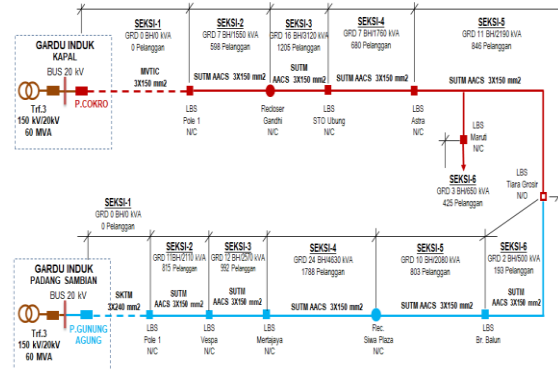 SEKSI-1
GRD 0 BH/0 kVA
0 Pelanggan
SEKSI-2
GRD 7 BH/1550 kVA
598 Pelanggan
SEKSI-3
GRD 16 BH/3120 kVA
1205 Pelanggan
SEKSI-4
GRD 7 BH/1760 kVA
680 Pelanggan
SEKSI-5
GRD 11 BH/2190 kVA
846 Pelanggan
GARDU INDUK
KAPAL
BUS 20 kV
P.COKRO
Trf.3
150 kV/20kV
60 MVA
MVTIC
3X150 mm2
SUTM AACS 3X150 mm2
SUTM
AACS 3X150 mm2
SUTM AACS 3X150 mm2
SUTM AACS 3X150 mm2
LBS
Pole 1
N/C
Recloser
Gandhi
N/C
LBS
STO Ubung
N/C
LBS
Astra
N/C
LBS
Maruti
N/C
SEKSI-6
GRD 3 BH/650 kVA
425 Pelanggan
LBS
Tiara Grosir
N/O
SEKSI-1
GRD 0 BH/0 kVA
0 Pelanggan
SEKSI-2
GRD 11BH/2110 kVA
815 Pelanggan
SEKSI-3
GRD 12 BH/2570 kVA
992 Pelanggan
SEKSI-4
GRD 24 BH/4630 kVA
1788 Pelanggan
SEKSI-5
GRD 10 BH/2080 kVA
803 Pelanggan
SEKSI-6
GRD 2 BH/500 kVA
193 Pelanggan
GARDU INDUK
PADANG SAMBIAN
BUS 20 kV
P.GUNUNG
AGUNG
Trf.3
150 kV/20kV
60 MVA
SKTM
3X240 mm2
SUTM
AACS 3X150 mm2
SUTM
AACS 3X150 mm2
SUTM AACS 3X150 mm2
SUTM AACS 3X150 mm2
SUTM
AACS 3X150 mm2
LBS
Pole 1
N/C
LBS
Vespa
N/C
LBS
Mertajaya
N/C
Rec.
Siwa Plaza
N/C
LBS
Br. Balun
N/C